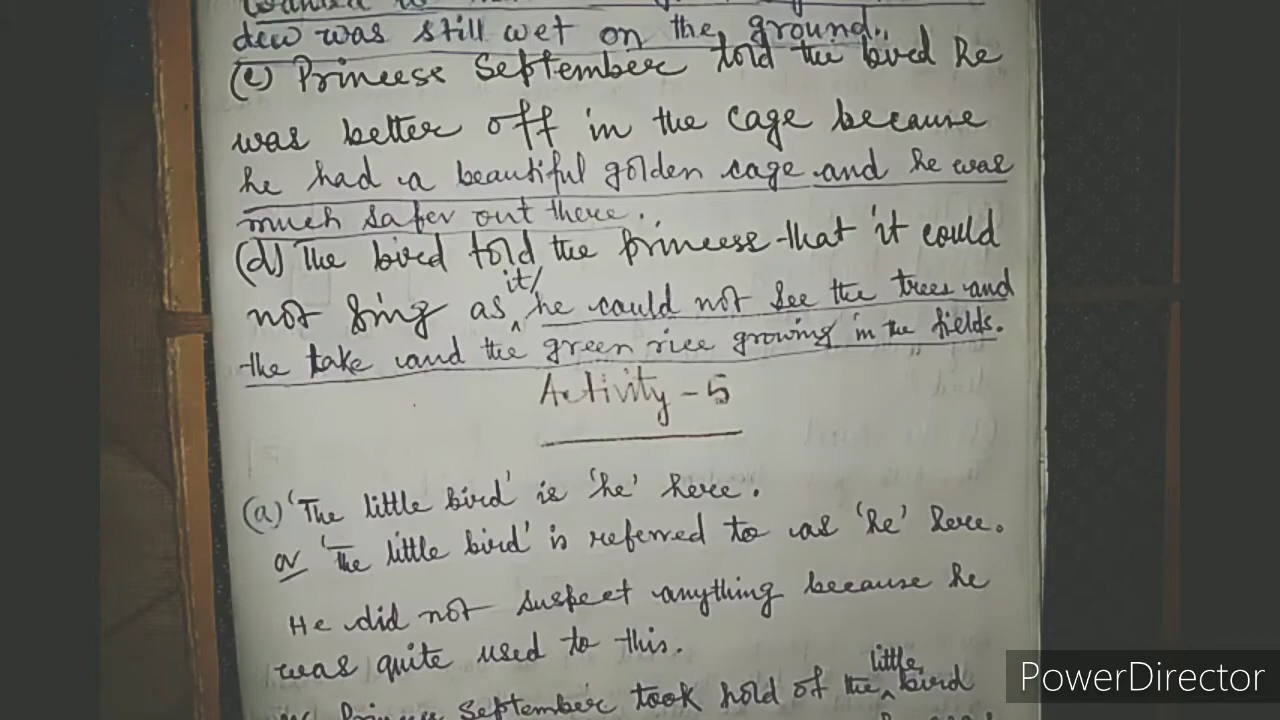 dew was still wet on the ground..
(c) Princess September told the bird he
was better off in the cage because
he had a beautiful golden cage and he was
much safer out there.
(d) The bird told the princess that it could
it/
not sing as ^ he could not see the trees and
the lake and the green rice growing in the fields.
Activity - 5
(a) 'The little bird' is 'he' here.
or 'The little bird' is referred to as 'he' here.
He did not suspect anything because he
was quite used to this.
little
September took hold of the ^ bird
PowerDirector